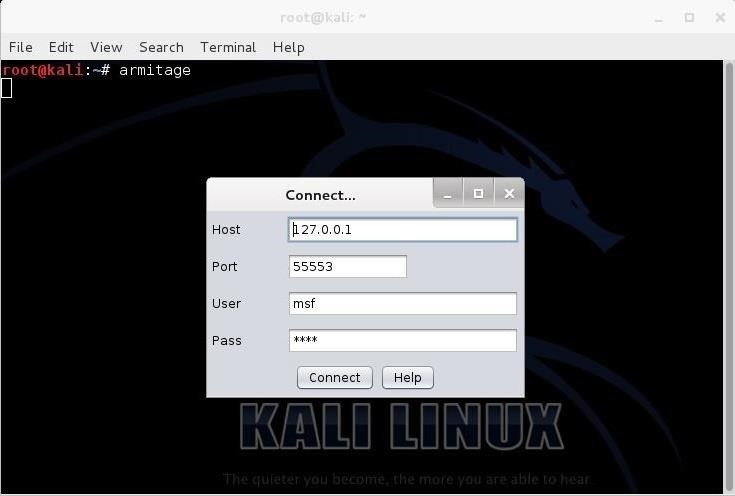 root@kali: ~
File Edit View Search Terminal Help
root@kali:~# armitage
Connect...
Host 127.0.0.1
Port 55553
User msf
Pass ****
Connect Help
KALI LINUX
The quieter you become, the more you are able to hear.